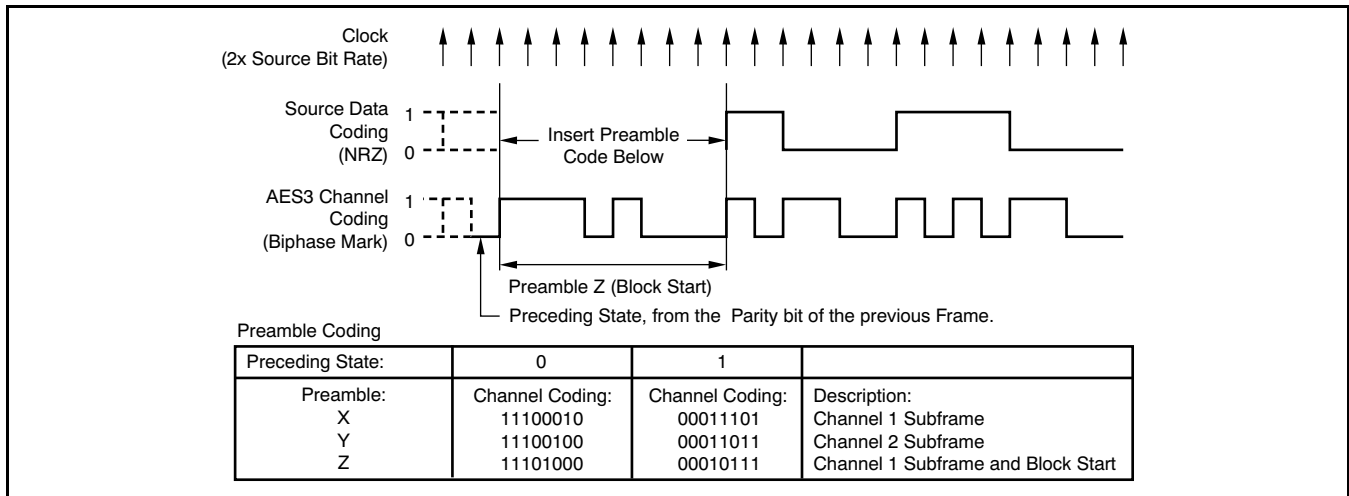 Clock
(2x Source Bit Rate)
Source Data
Coding
(NRZ)
1
0
Insert Preamble
Code Below
AES3 Channel
Coding
(Biphase Mark)
1
0
Preamble Z (Block Start)
Preceding State, from the Parity bit of the previous Frame.
Preamble Coding
Preceding State: 0 1
Preamble: Channel Coding: Channel Coding: Description:
X 11100010 00011101 Channel 1 Subframe
Y 11100100 00011011 Channel 2 Subframe
Z 11101000 00010111 Channel 1 Subframe and Block Start